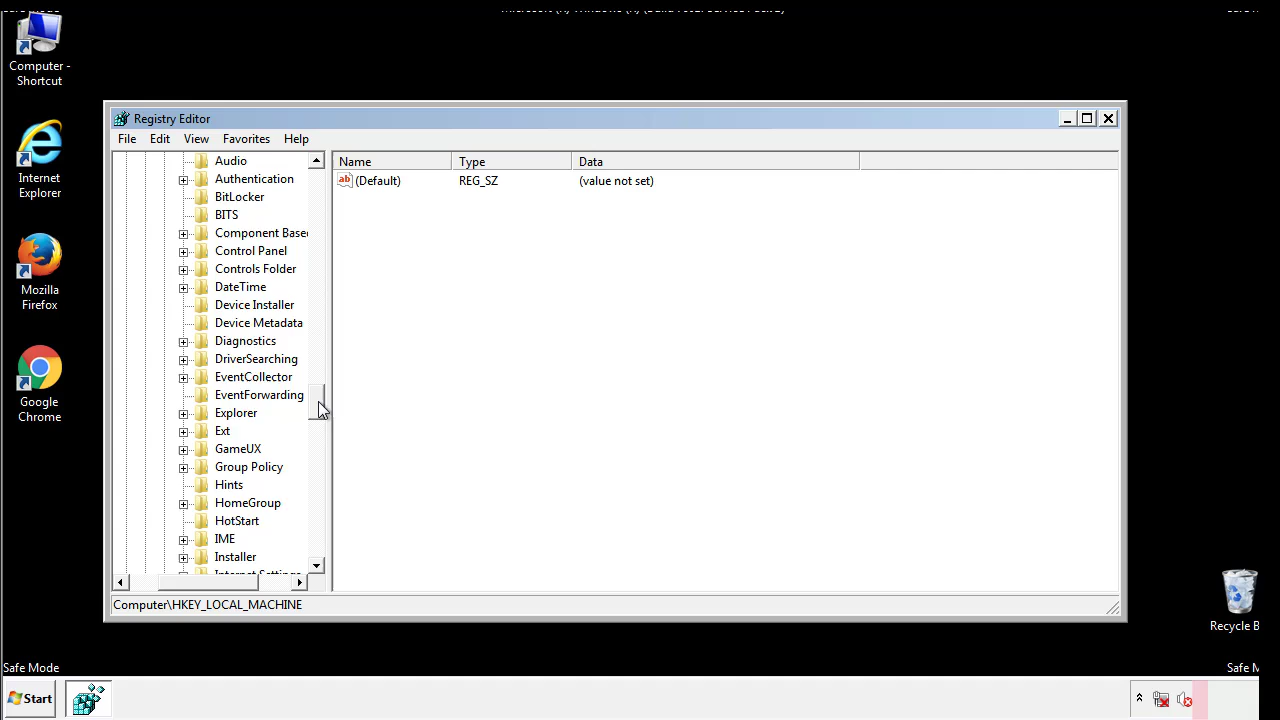 Computer -
Shortcut
Internet
Explorer
Mozilla
Firefox
Google
Chrome
Registry Editor
File Edit View Favorites Help
Name Type Data
(Default) REG_SZ (value not set)
Audio
Authentication
BitLocker
BITS
Component Base
Control Panel
Controls Folder
DateTime
Device Installer
Device Metadata
Diagnostics
DriverSearching
EventCollector
EventForwarding
Explorer
Ext
GameUX
Group Policy
Hints
HomeGroup
HotStart
IME
Installer
Internet Settings
Computer\HKEY_LOCAL_MACHINE
Recycle B
Safe Mode
Safe M
Start